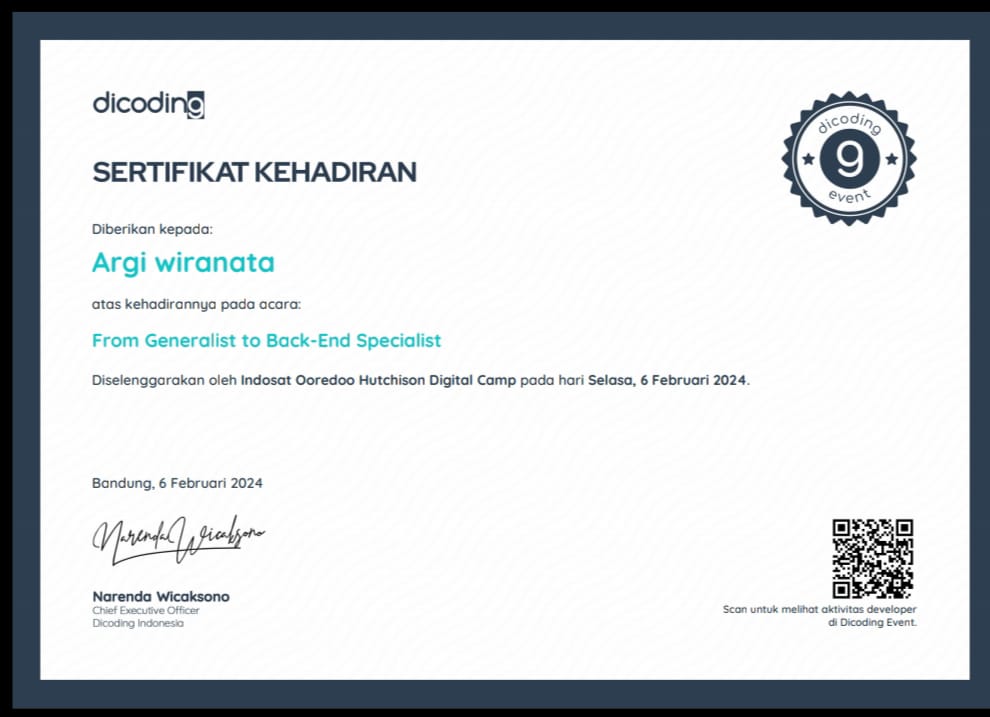 dicoding
SERTIFIKAT KEHADIRAN
dicoding
g
event
Diberikan kepada:
Argi wiranata
atas kehadirannya pada acara:
From Generalist to Back-End Specialist
Diselenggarakan oleh Indosat Ooredoo Hutchison Digital Camp pada hari Selasa, 6 Februari 2024.
Bandung, 6 Februari 2024
Narenda Wicaksono
Narenda Wicaksono
Chief Executive Officer
Dicoding Indonesia
Scan untuk melihat aktivitas developer
di Dicoding Event.